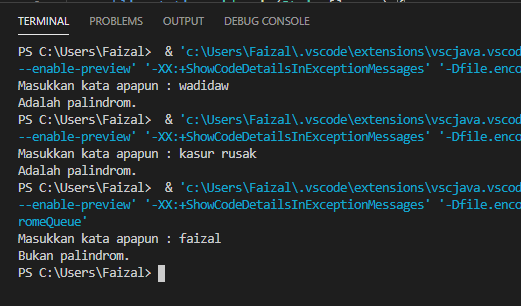 TERMINAL PROBLEMS OUTPUT DEBUG CONSOLE
PS C:\Users\Faizal>  & 'c:\Users\Faizal\.vscode\extensions\vscjava.vscod
--enable-preview' '-XX:+ShowCodeDetailsInExceptionMessages' '-Dfile.enco
Masukkan kata apapun : wadidaw
Adalah palindrom.
PS C:\Users\Faizal>  & 'c:\Users\Faizal\.vscode\extensions\vscjava.vscod
--enable-preview' '-XX:+ShowCodeDetailsInExceptionMessages' '-Dfile.enco
Masukkan kata apapun : kasur rusak
Adalah palindrom.
PS C:\Users\Faizal>  & 'c:\Users\Faizal\.vscode\extensions\vscjava.vscod
--enable-preview' '-XX:+ShowCodeDetailsInExceptionMessages' '-Dfile.enco
romeQueue'
Masukkan kata apapun : faizal
Bukan palindrom.
PS C:\Users\Faizal>